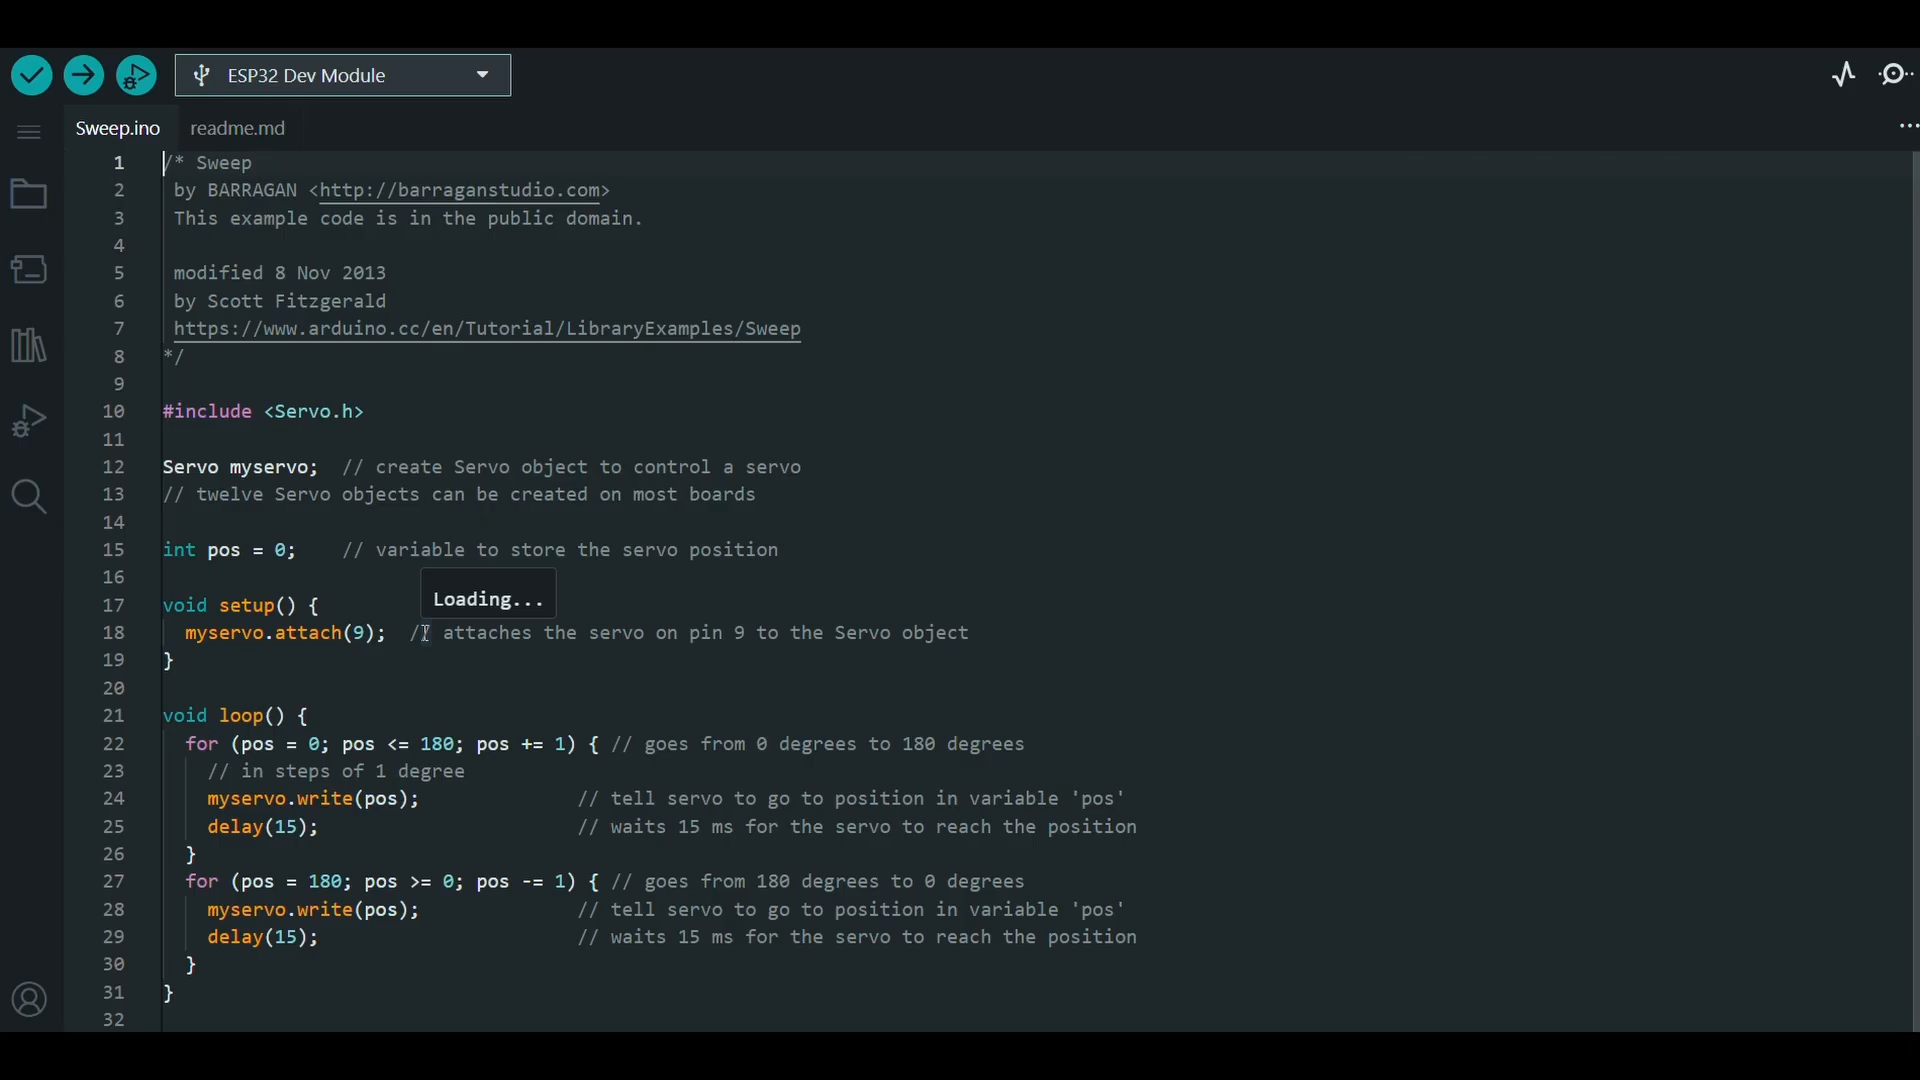 ESP32 Dev Module
Sweep.ino readme.md
1 /* Sweep
2 by BARRAGAN <http://barraganstudio.com>
3 This example code is in the public domain.
4
5 modified 8 Nov 2013
6 by Scott Fitzgerald
7 https://www.arduino.cc/en/Tutorial/LibraryExamples/Sweep
8 */
9
10 #include <Servo.h>
11
12 Servo myservo;  // create Servo object to control a servo
13 // twelve Servo objects can be created on most boards
14
15 int pos = 0;    // variable to store the servo position
16
Loading...
17 void setup() {
18   myservo.attach(9);  // attaches the servo on pin 9 to the Servo object
19 }
20
21 void loop() {
22   for (pos = 0; pos <= 180; pos += 1) { // goes from 0 degrees to 180 degrees
23     // in steps of 1 degree
24     myservo.write(pos);              // tell servo to go to position in variable 'pos'
25     delay(15);                       // waits 15 ms for the servo to reach the position
26   }
27   for (pos = 180; pos >= 0; pos -= 1) { // goes from 180 degrees to 0 degrees
28     myservo.write(pos);              // tell servo to go to position in variable 'pos'
29     delay(15);                       // waits 15 ms for the servo to reach the position
30   }
31 }
32